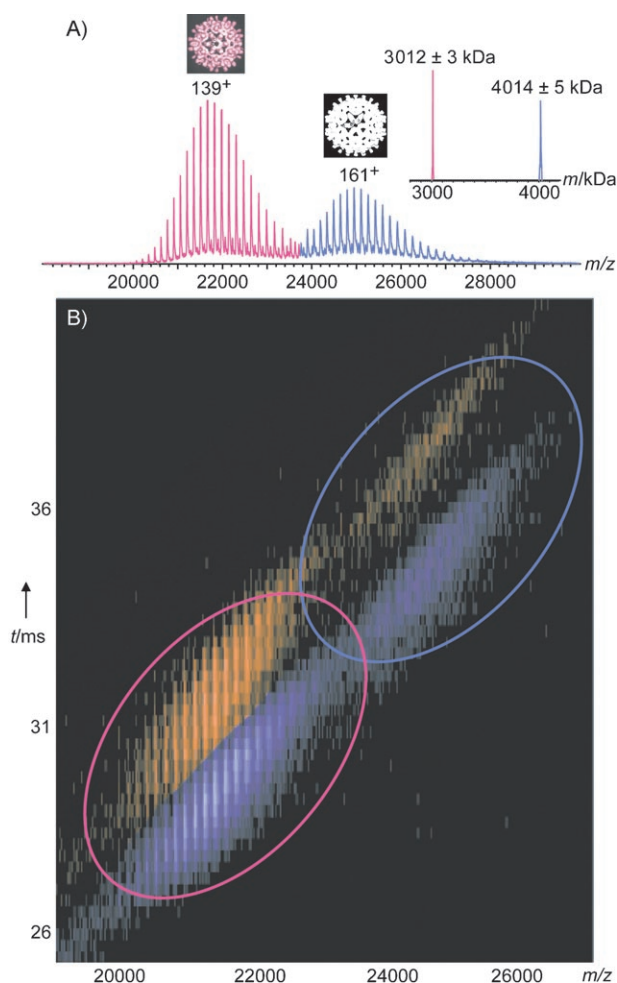 A)
139⁺
161⁺
3012 ± 3 kDa
4014 ± 5 kDa
3000
4000
m/kDa
20000 22000 24000 26000 28000 m/z
B)
36
t/ms
31
26
20000 22000 24000 26000 m/z